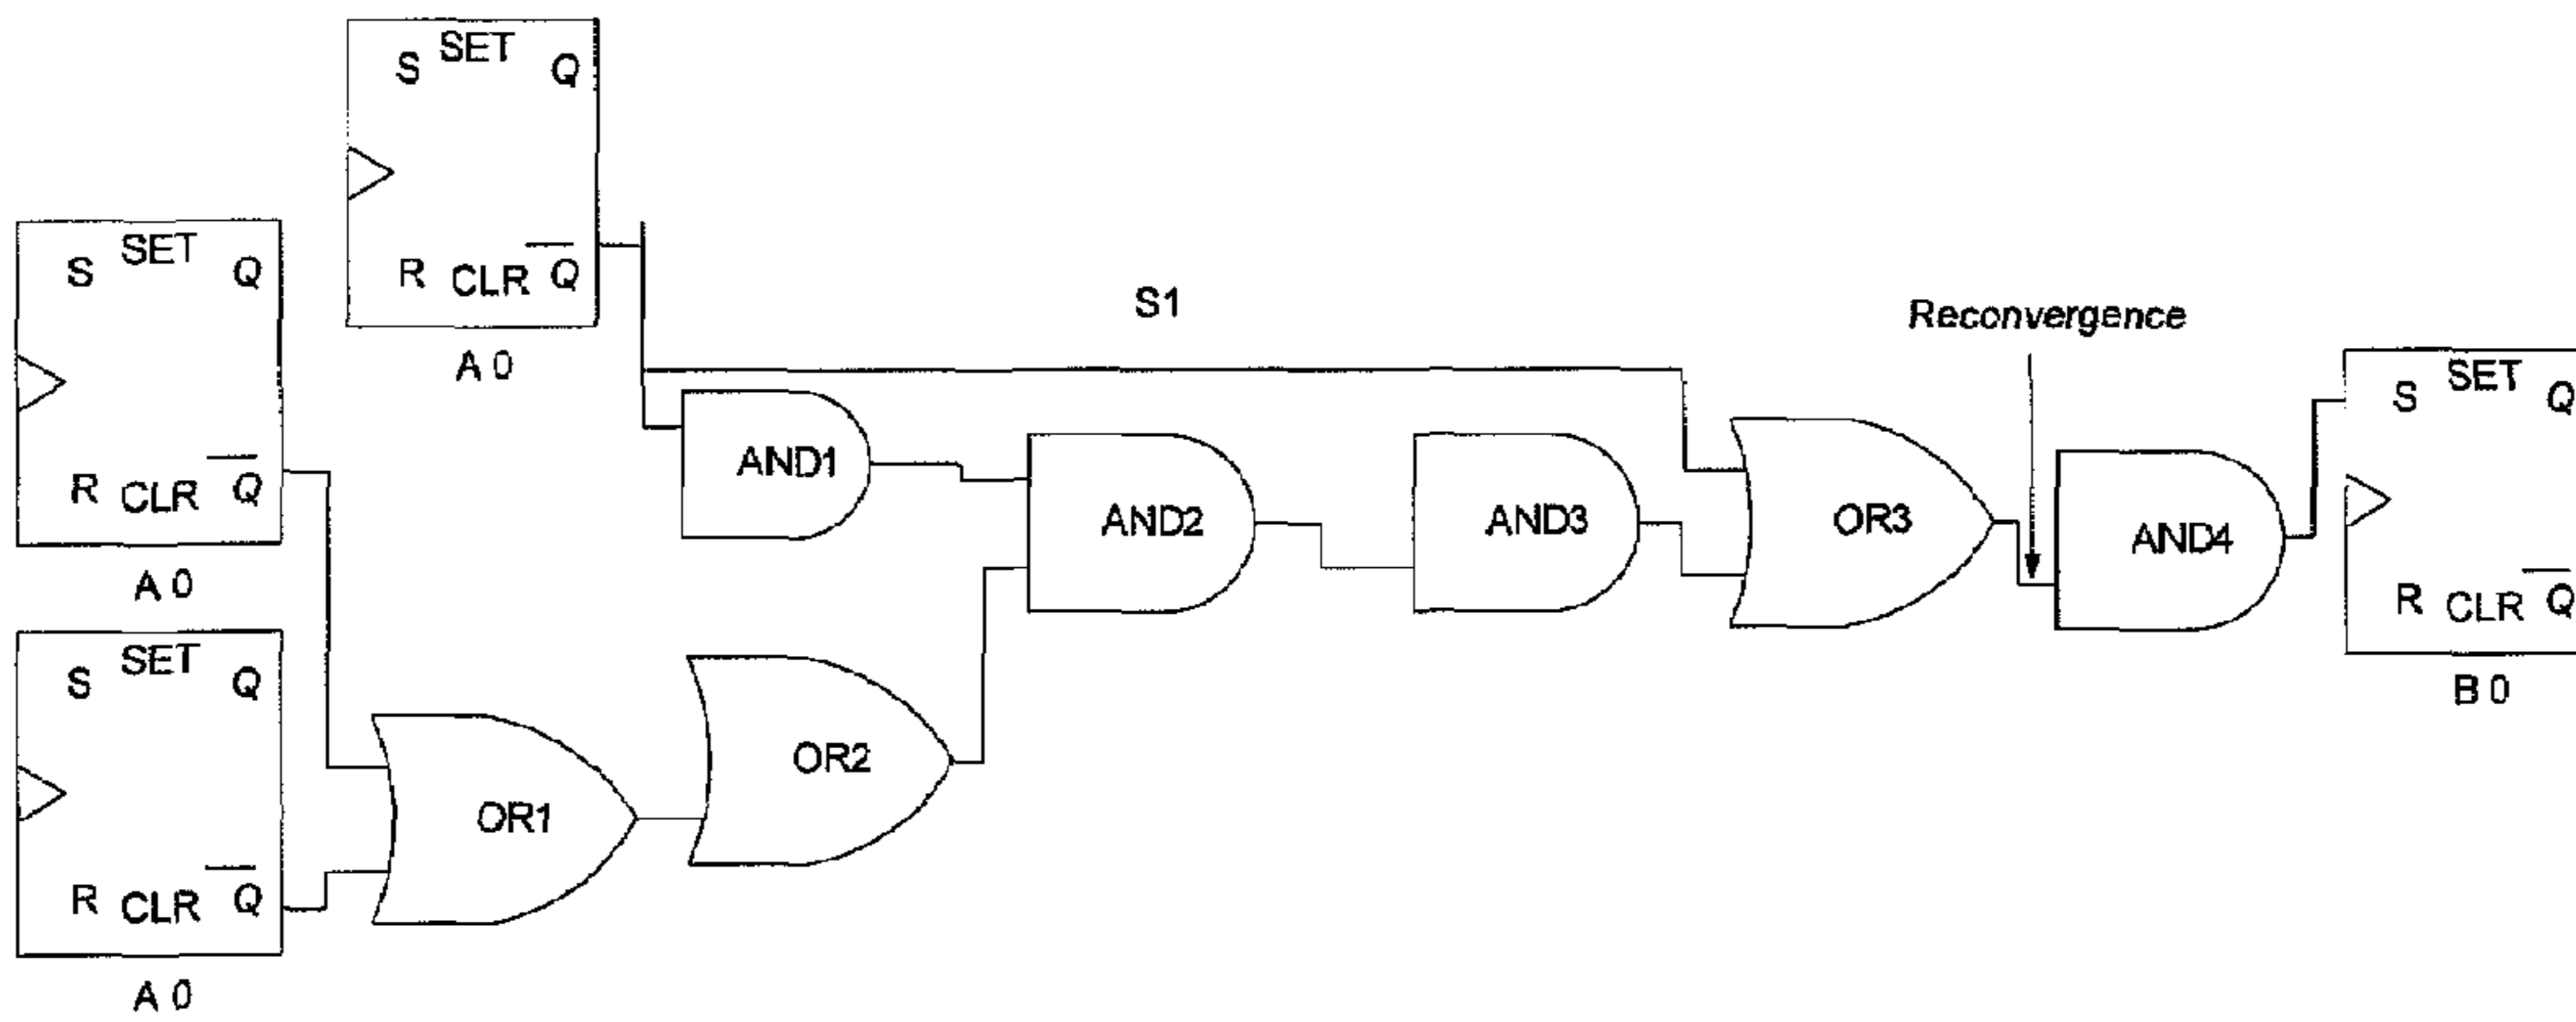 SET
S Q
R CLR Q
A 0
SET
S Q
R CLR Q
A 0
SET
S Q
R CLR Q
A 0
S1
Reconvergence
AND1
AND2
AND3
OR3
AND4
OR1
OR2
SET
S Q
R CLR Q
B 0